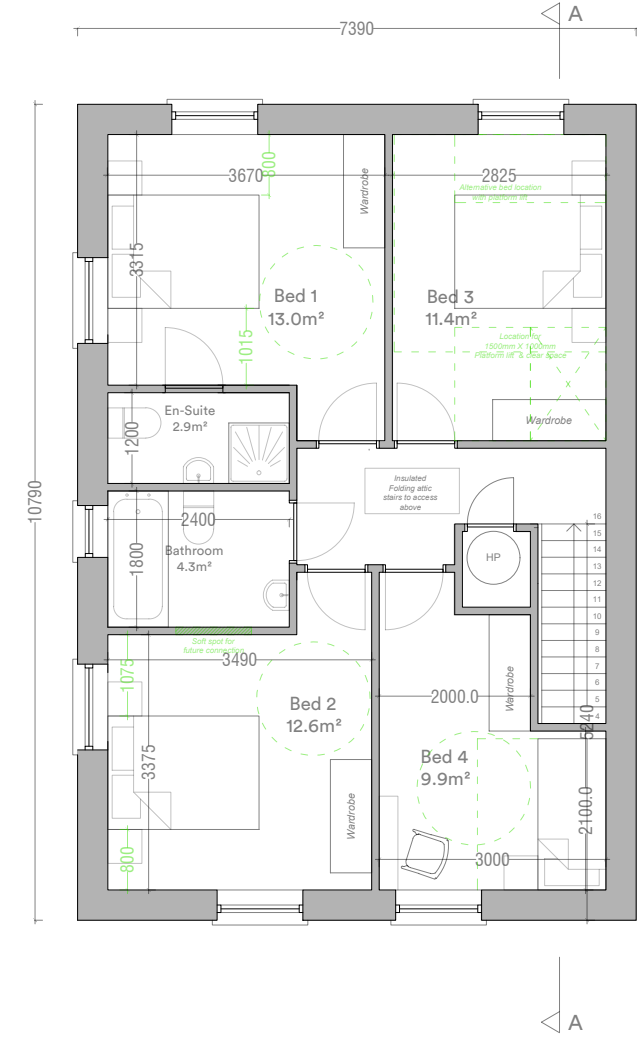 A
7390
3670
800
Wardrobe
2825
Alternative bed location
with platform lift
3315
Bed 1
13.0m²
Bed 3
11.4m²
1015
Location for
1500mm X 1000mm
Platform lift & clear space
X
Wardrobe
En-Suite
2.9m²
1200
10790
Insulated
Folding attic
stairs to access
above
2400
1800
Bathroom
4.3m²
HP
16
15
14
13
12
11
10
9
8
7
6
5
4
Soft spot for
future connection
3490
1075
2000.0
Wardrobe
Bed 2
12.6m²
5240
3375
Bed 4
9.9m²
Wardrobe
2100.0
800
3000
A